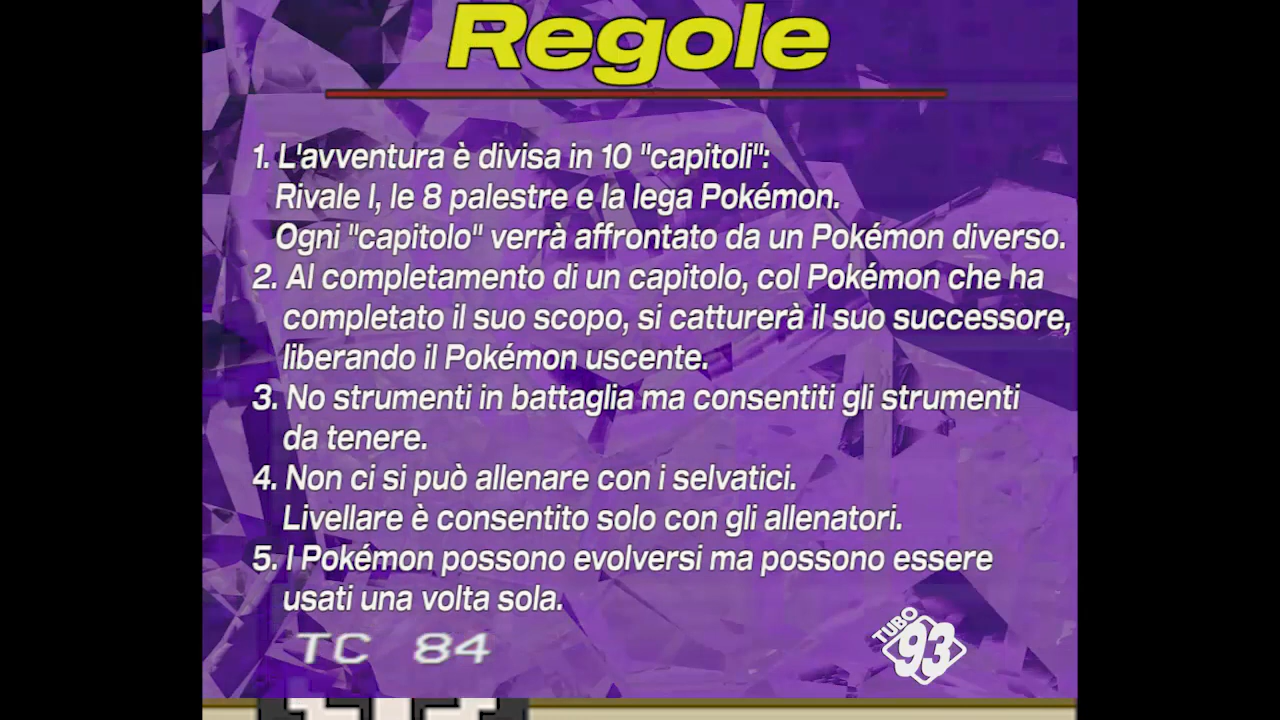 Regole
1. L'avventura è divisa in 10 "capitoli":
Rivale I, le 8 palestre e la lega Pokémon.
Ogni "capitolo" verrà affrontato da un Pokémon diverso.
2. Al completamento di un capitolo, col Pokémon che ha
completato il suo scopo, si catturerà il suo successore,
liberando il Pokémon uscente.
3. No strumenti in battaglia ma consentiti gli strumenti
da tenere.
4. Non ci si può allenare con i selvatici.
Livellare è consentito solo con gli allenatori.
5. I Pokémon possono evolversi ma possono essere
usati una volta sola.
TC 84
TUBO
93